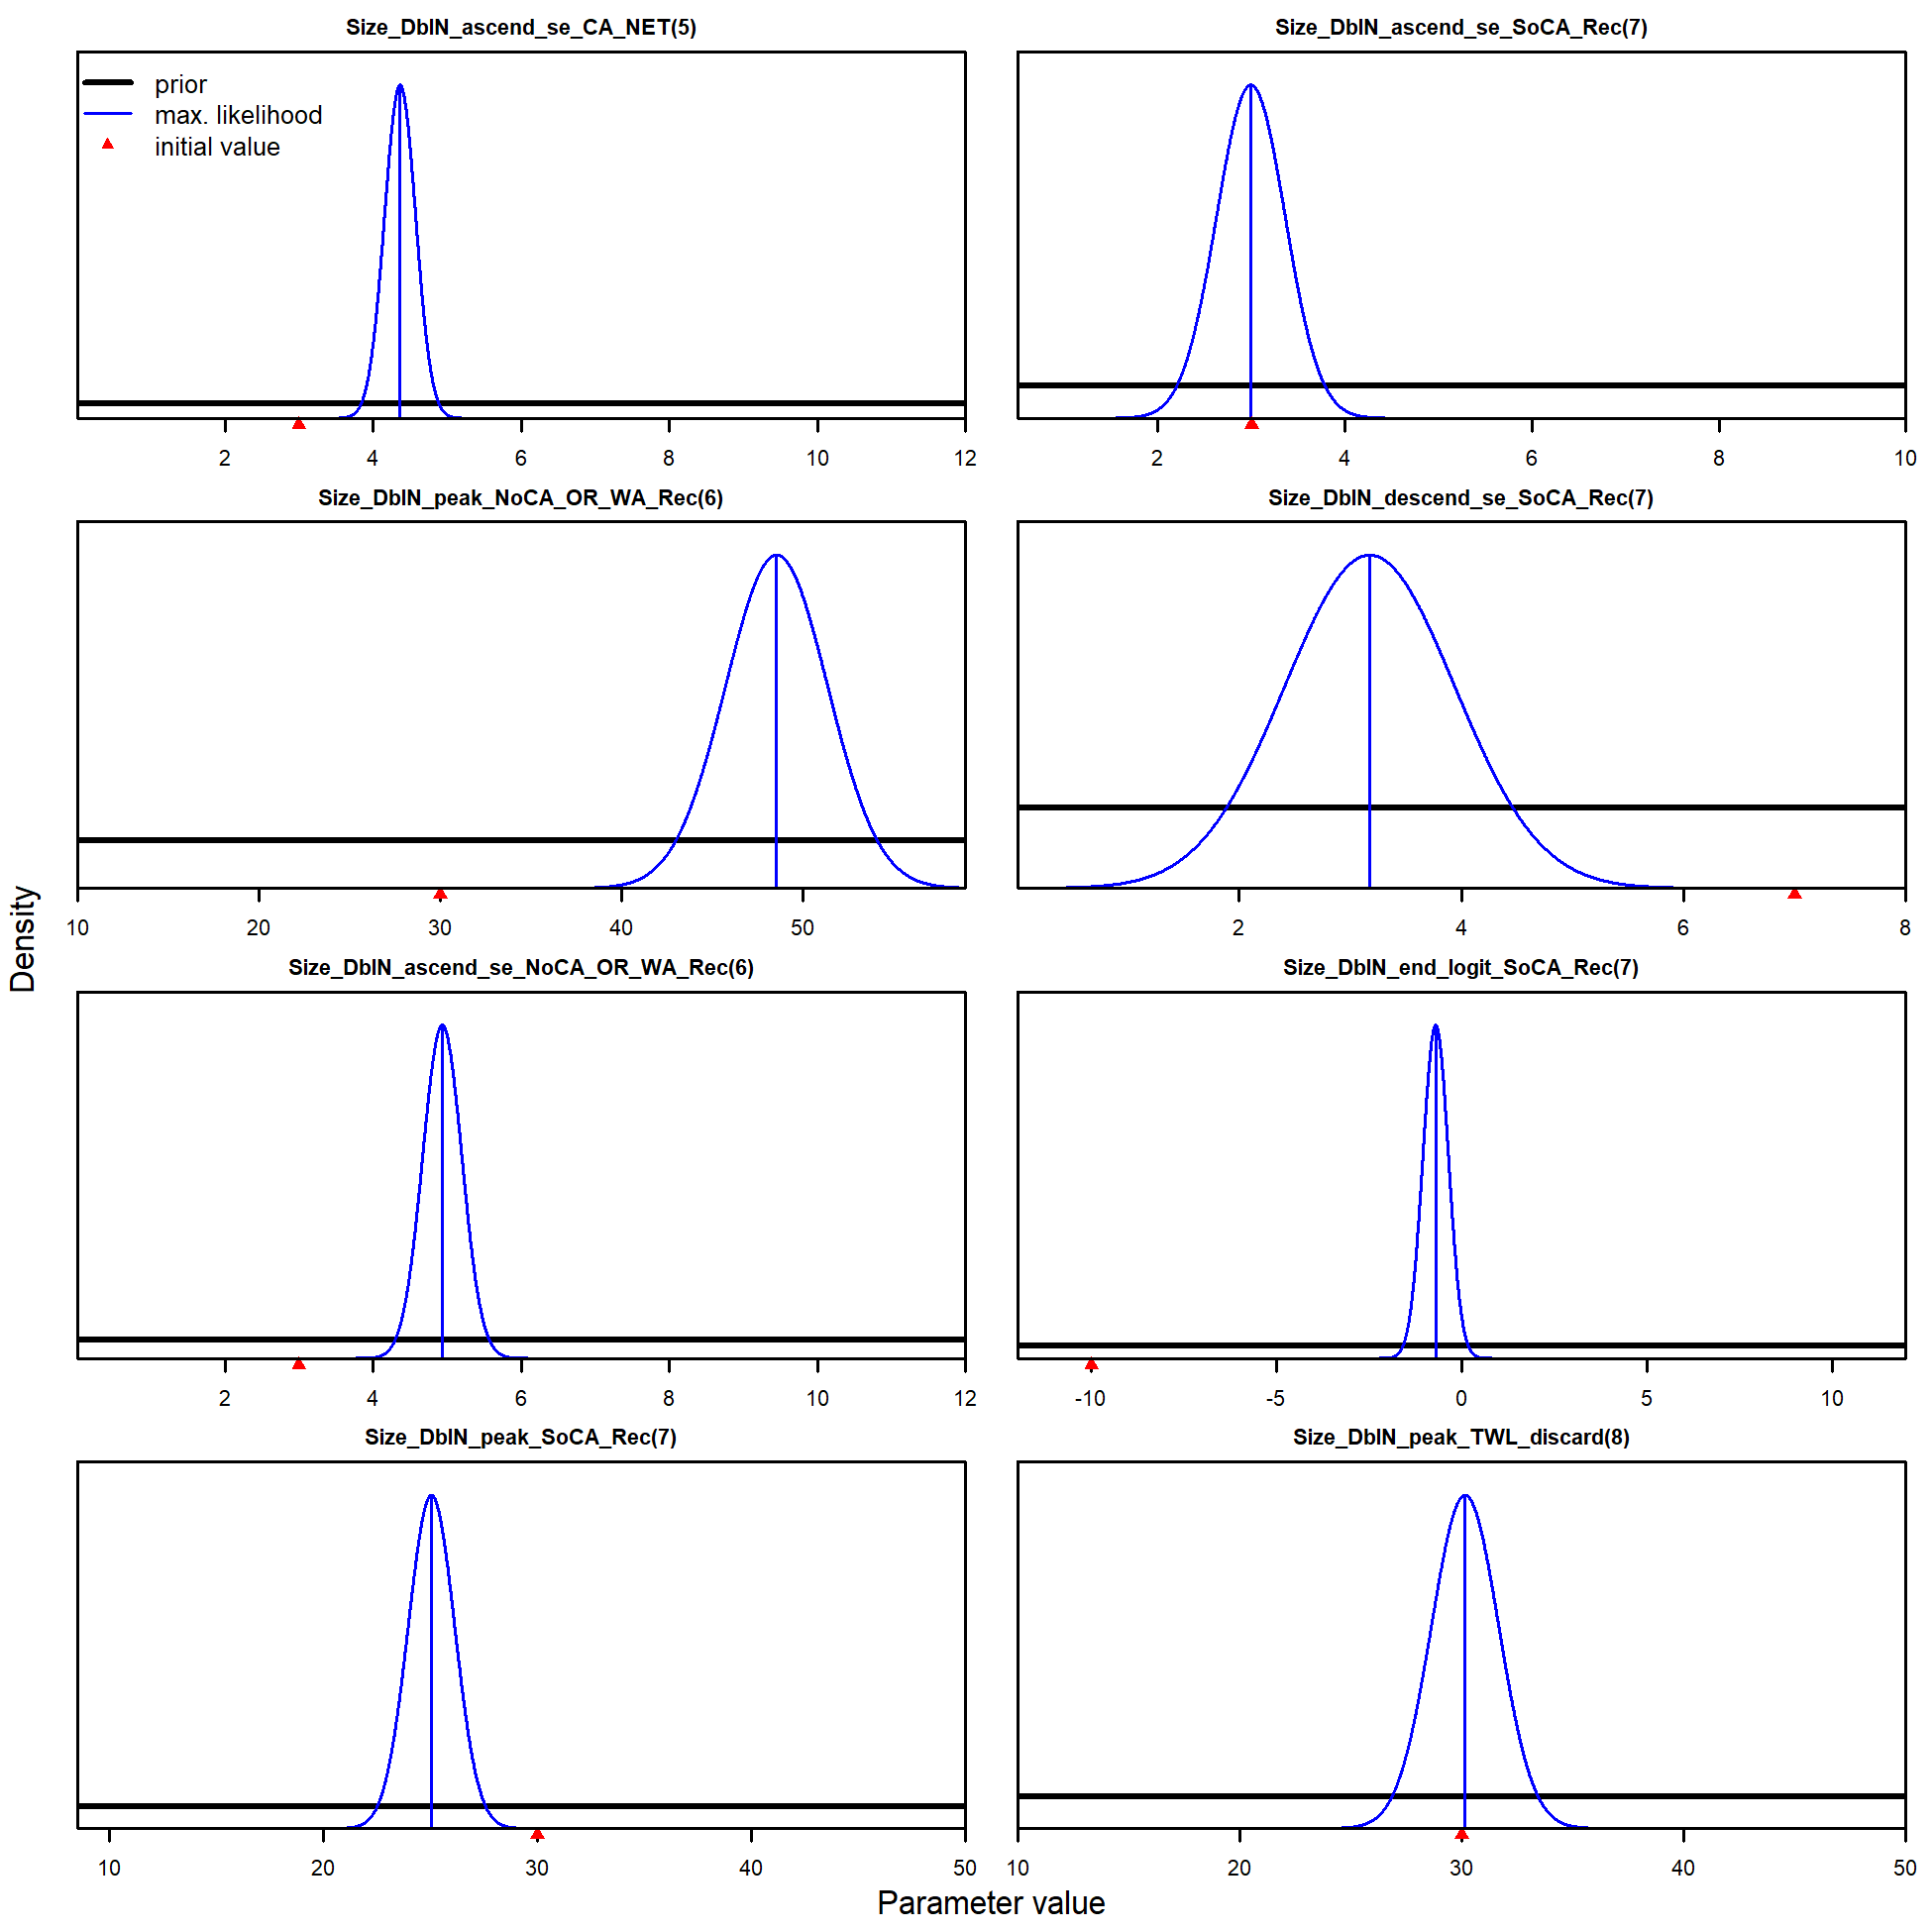 Size_DblN_ascend_se_CA_NET(5)
prior
max. likelihood
initial value
2 4 6 8 10 12
Size_DblN_ascend_se_SoCA_Rec(7)
2 4 6 8 10
Size_DblN_peak_NoCA_OR_WA_Rec(6)
10 20 30 40 50
Size_DblN_descend_se_SoCA_Rec(7)
2 4 6 8
Size_DblN_ascend_se_NoCA_OR_WA_Rec(6)
2 4 6 8 10 12
Size_DblN_end_logit_SoCA_Rec(7)
-10 -5 0 5 10
Size_DblN_peak_SoCA_Rec(7)
10 20 30 40 50
Size_DblN_peak_TWL_discard(8)
10 20 30 40 50
Density
Parameter value